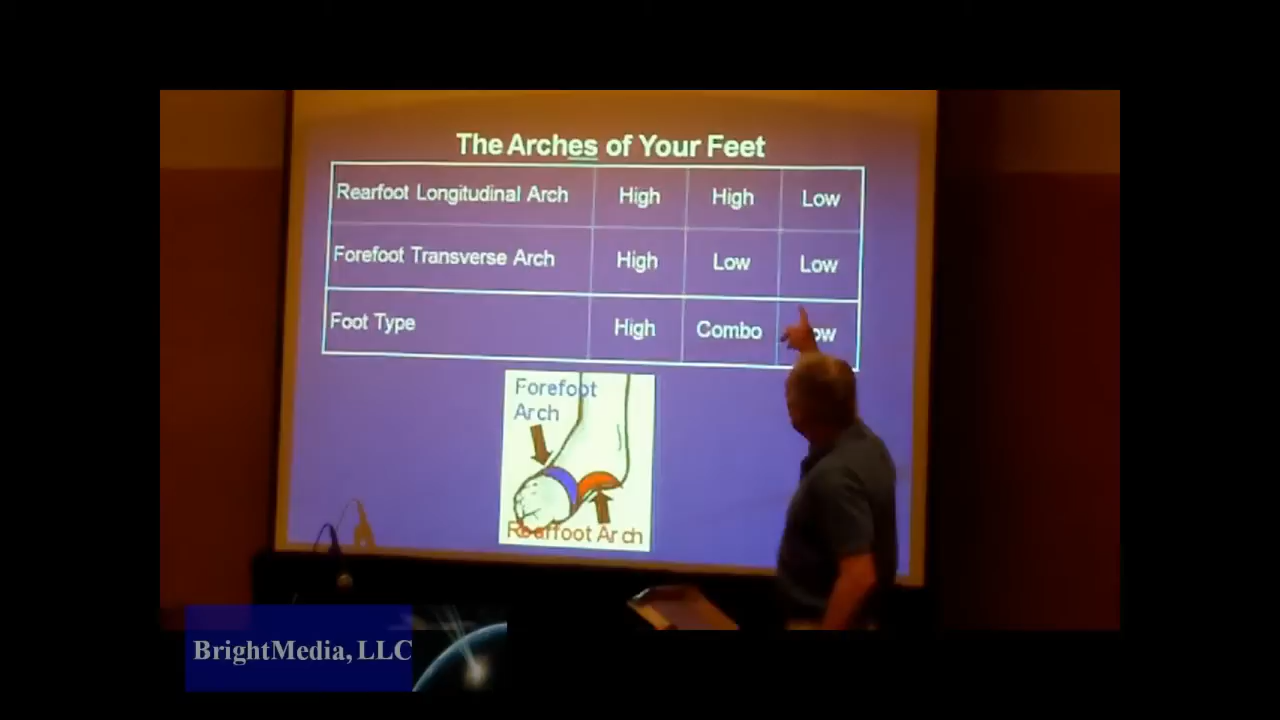 The Arches of Your Feet
Rearfoot Longitudinal Arch High High Low
Forefoot Transverse Arch High Low Low
Foot Type High Combo Low
Forefoot
Arch
Rearfoot Arch
BrightMedia, LLC